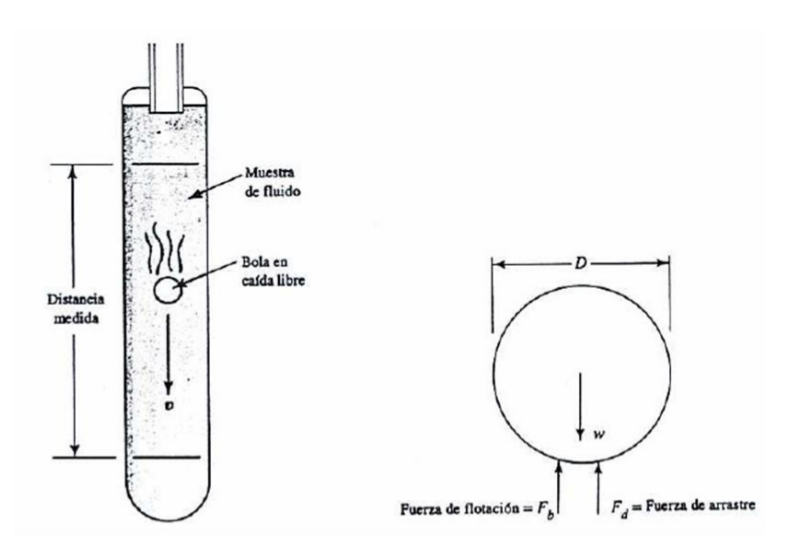 Muestra
de fluido
Bola en
caída libre
Distancia
medida
v
D
w
Fuerza de flotación = F_b
F_d = Fuerza de arrastre